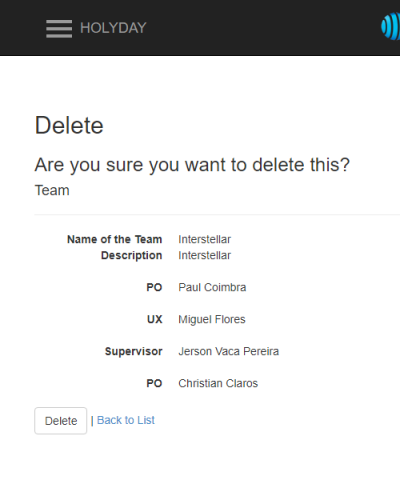 HOLYDAY
Delete
Are you sure you want to delete this?
Team
Name of the Team Interstellar
Description Interstellar
PO Paul Coimbra
UX Miguel Flores
Supervisor Jerson Vaca Pereira
PO Christian Claros
Delete | Back to List